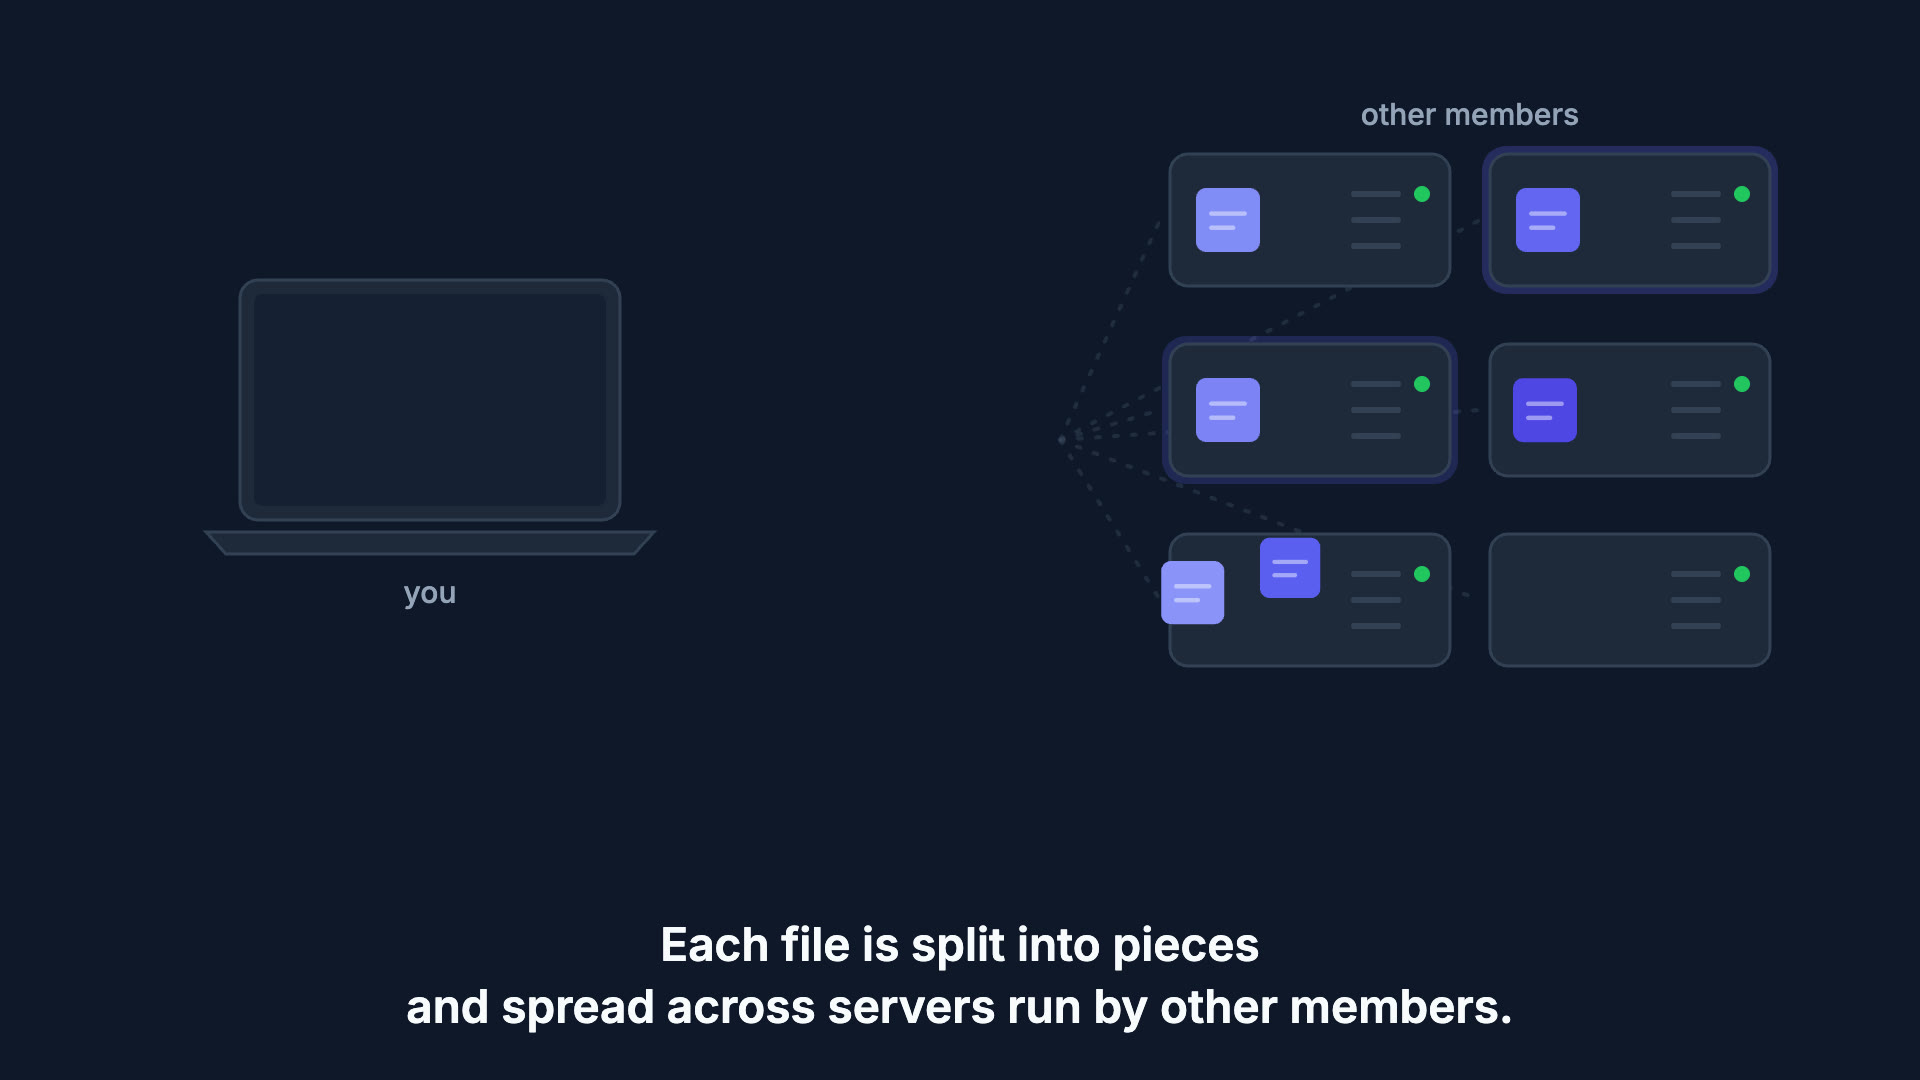 other members
you
Each file is split into pieces
and spread across servers run by other members.